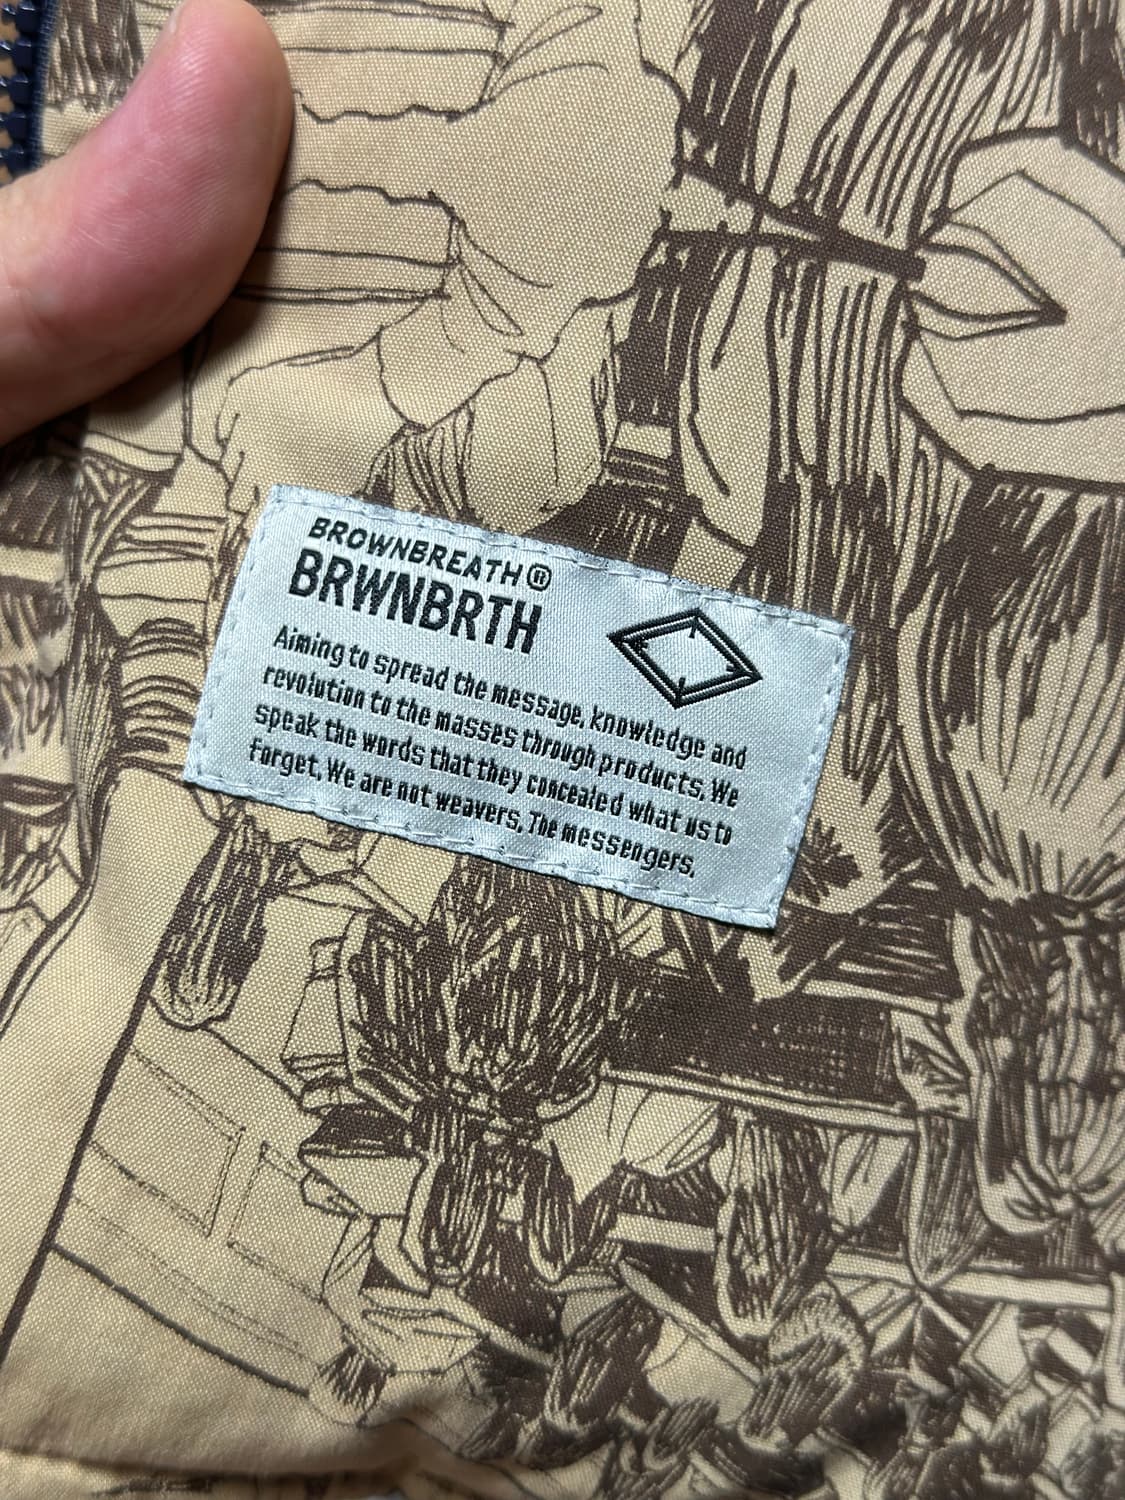 BROWNBREATH®
BRWNBRTH
Aiming to spread the message, knowledge and
revolution to the masses through products. We
speak the words that they concealed what us to
forget. We are not weavers, The messengers.